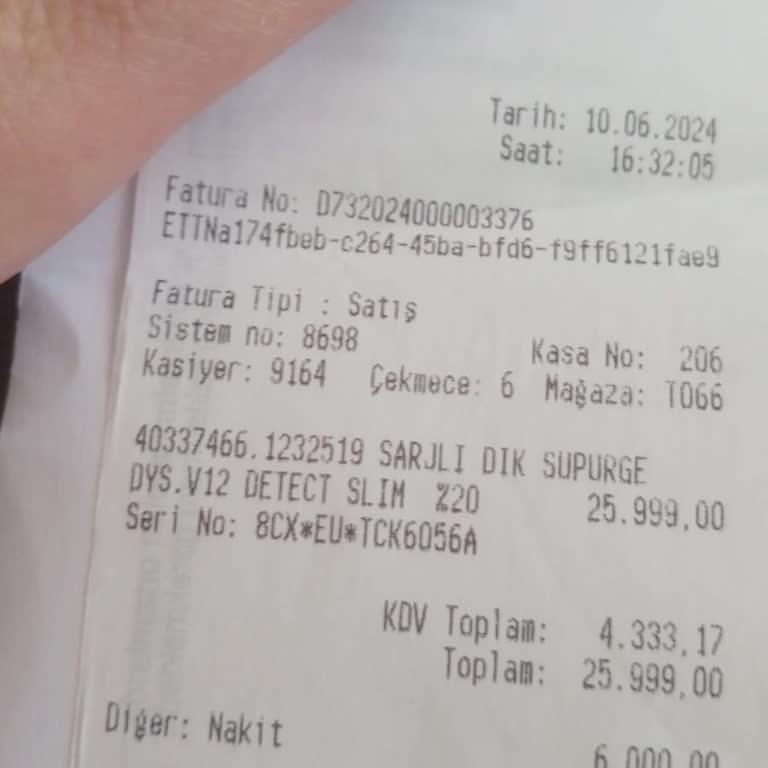 Tarih: 10.06.2024
Saat: 16:32:05
Fatura No: D732024000003376
ETTNa174fbeb-c264-45ba-bfd6-f9ff6121fae9
Fatura Tipi : Satış
Sistem no: 8698 Kasa No: 206
Kasiyer: 9164 Çekmece: 6 Mağaza: T066
40337466.1232519 SARJLI DIK SUPURGE
DYS.V12 DETECT SLIM %20 25.999,00
Seri No: 8CX*EU*TCK6056A
KDV Toplam: 4.333,17
Toplam: 25.999,00
Diğer: Nakit
6.000,00